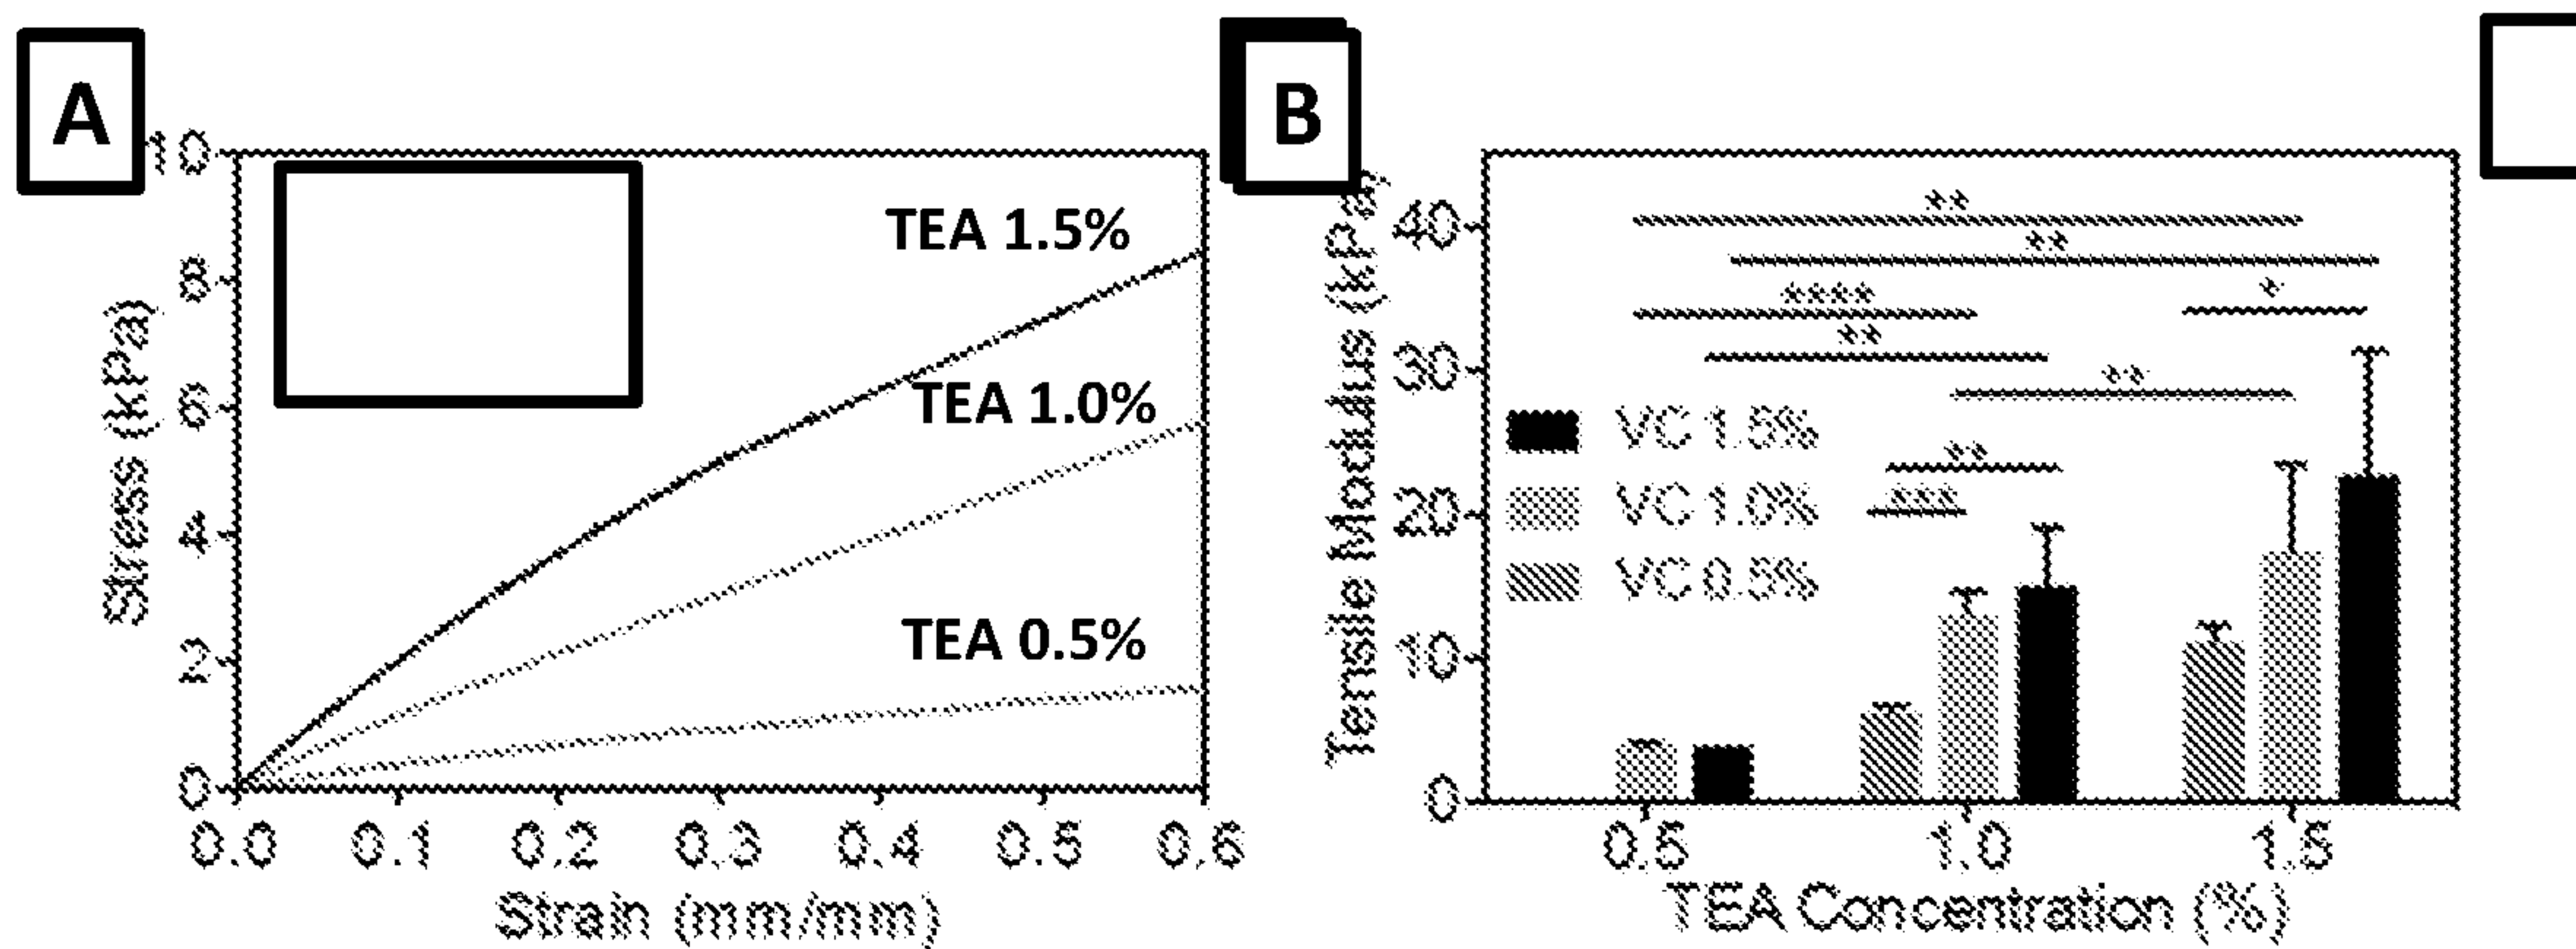 A
10
8
6
4
2
0
Stress (kPa)
TEA 1.5%
TEA 1.0%
TEA 0.5%
0.0 0.1 0.2 0.3 0.4 0.5 0.6
Strain (mm/mm)
B
40
30
20
10
0
Tensile Modulus (kPa)
**
**
****
*
**
**
**
***
VC 1.5%
VC 1.0%
VC 0.5%
0.5 1.0 1.5
TEA Concentration (%)